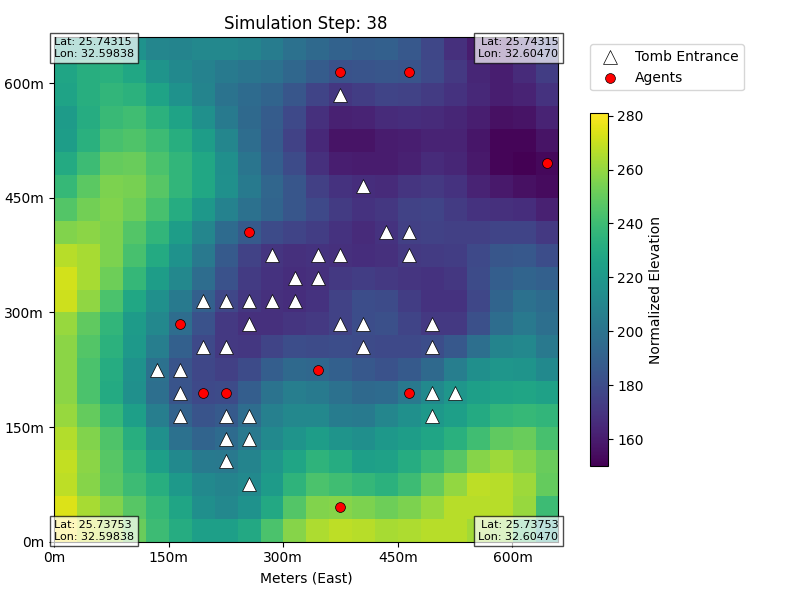 Simulation Step: 38
Lat: 25.74315
Lon: 32.59838
Lat: 25.74315
Lon: 32.60470
Tomb Entrance
Agents
600m
450m
300m
150m
0m
Lat: 25.73753
Lon: 32.59838
Lat: 25.73753
Lon: 32.60470
0m
150m
300m
450m
600m
Meters (East)
280
260
240
220
200
180
160
Normalized Elevation